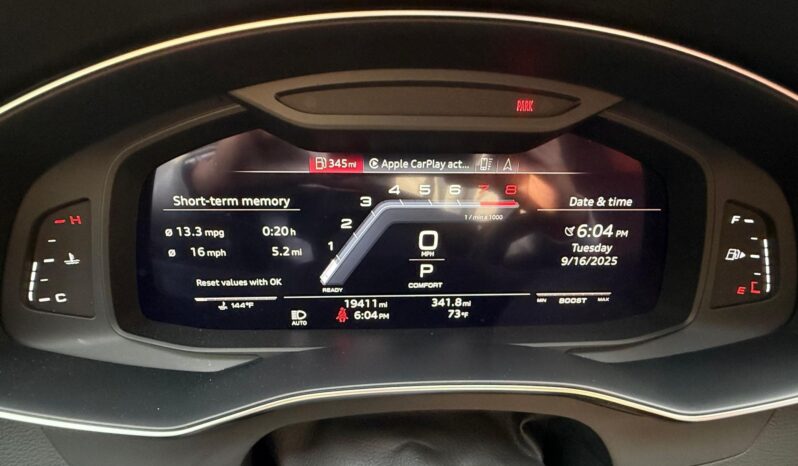 PARK
345 mi
Apple CarPlay act...
Short-term memory
ø 13.3 mpg 0:20 h
ø 16 mph 5.2 mi
Reset values with OK
144°F
1 2 3 4 5 6 7 8
1 / min x 1000
READY
0
MPH
P
COMFORT
Date & time
6:04 PM
Tuesday
9/16/2025
MIN BOOST MAX
19411 mi 341.8 mi
AUTO 6:04 PM 73°F
H
C
F
E